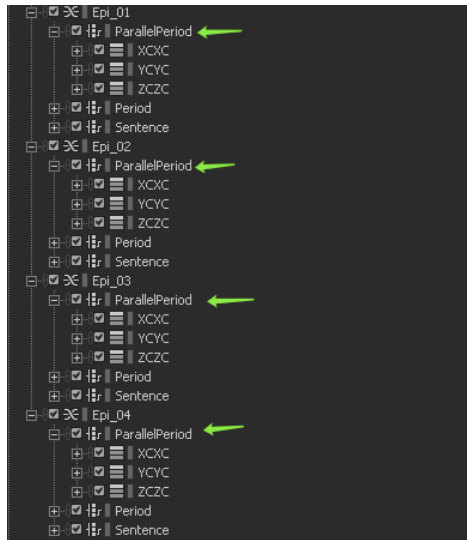 Epi_01
ParallelPeriod
XCXC
YCYC
ZCZC
Period
Sentence
Epi_02
ParallelPeriod
XCXC
YCYC
ZCZC
Period
Sentence
Epi_03
ParallelPeriod
XCXC
YCYC
ZCZC
Period
Sentence
Epi_04
ParallelPeriod
XCXC
YCYC
ZCZC
Period
Sentence